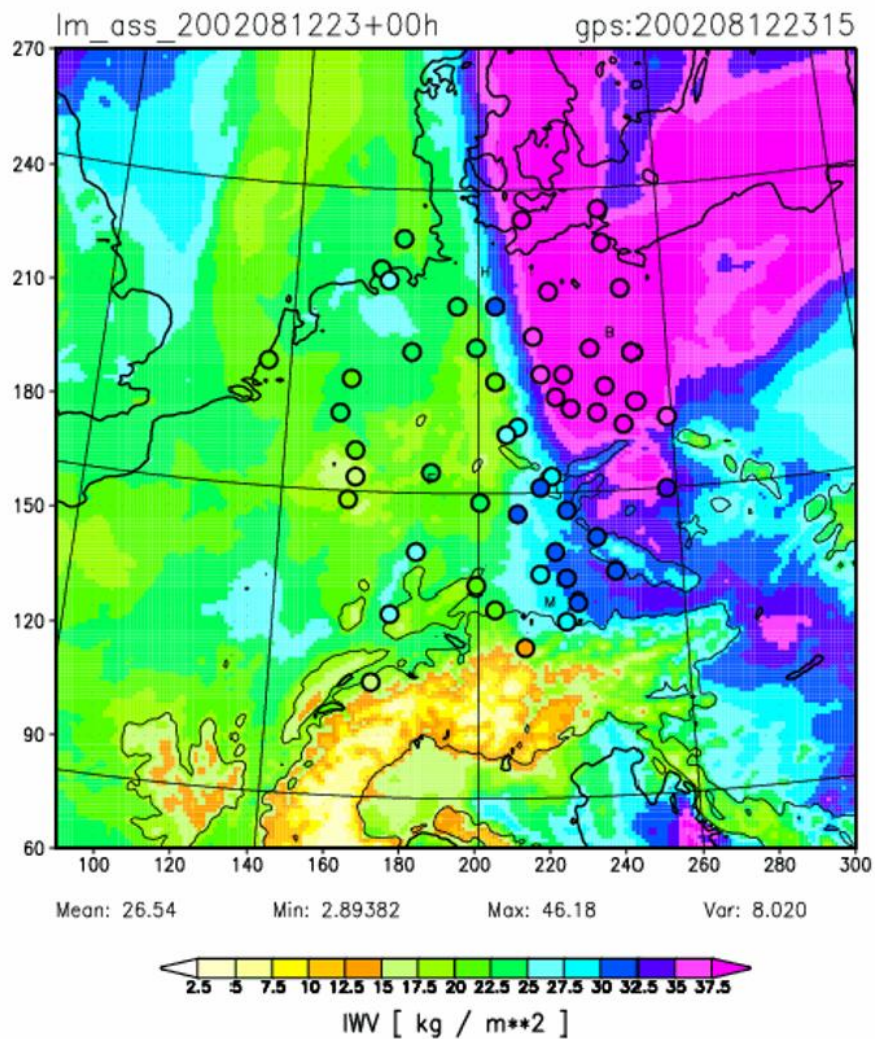 lm_ass_2002081223+00h gps:200208122315
270
240
210
180
150
120
90
60
H
B
F
M
100 120 140 160 180 200 220 240 260 280 300
Mean: 26.54 Min: 2.89382 Max: 46.18 Var: 8.020
2.5 5 7.5 10 12.5 15 17.5 20 22.5 25 27.5 30 32.5 35 37.5
IWV [ kg / m**2 ]